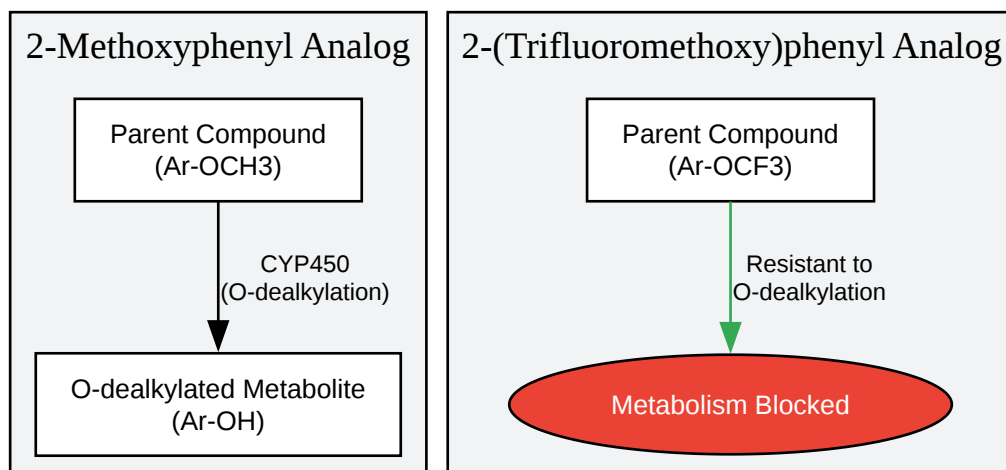 2-Methoxyphenyl Analog
Parent Compound
(Ar-OCH3)
CYP450
(O-dealkylation)
O-dealkylated Metabolite
(Ar-OH)
2-(Trifluoromethoxy)phenyl Analog
Parent Compound
(Ar-OCF3)
Resistant to
O-dealkylation
Metabolism Blocked